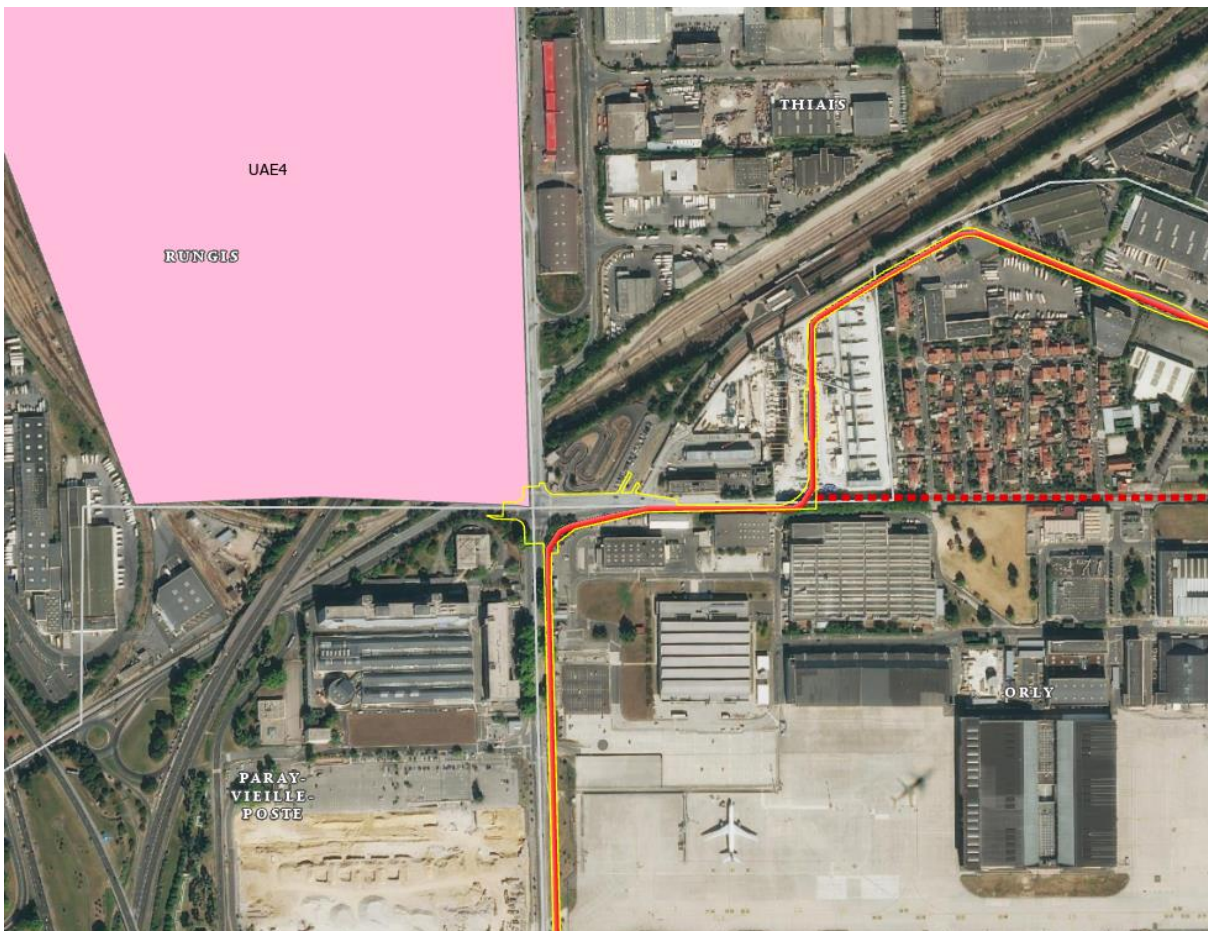 THIAIS
UAE4
RUNGIS
ORLY
PARAY-
VIEILLE-
POSTE